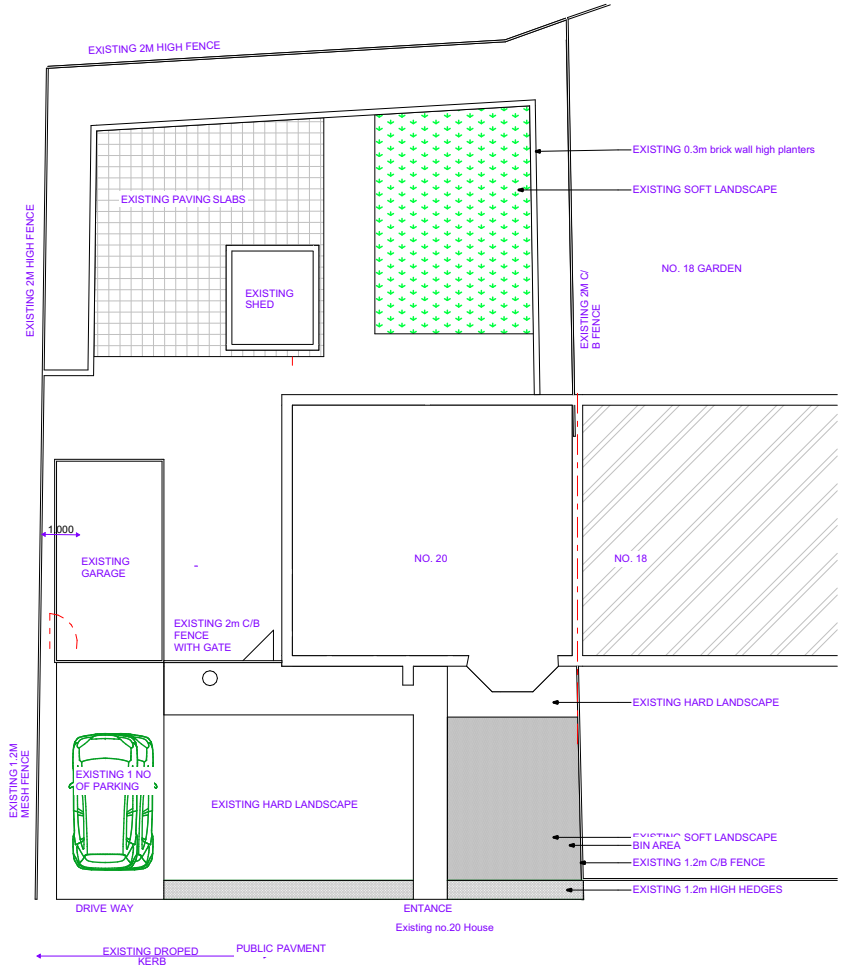 EXISTING 2M HIGH FENCE
EXISTING 0.3m brick wall high planters
EXISTING PAVING SLABS
EXISTING SOFT LANDSCAPE
EXISTING 2M HIGH FENCE
NO. 18 GARDEN
EXISTING
SHED
EXISTING 2M C/
B FENCE
1.000
EXISTING
GARAGE
NO. 20
NO. 18
EXISTING 2m C/B
FENCE
WITH GATE
EXISTING HARD LANDSCAPE
EXISTING 1.2M
MESH FENCE
EXISTING 1 NO
OF PARKING
EXISTING HARD LANDSCAPE
EXISTING SOFT LANDSCAPE
BIN AREA
EXISTING 1.2m C/B FENCE
EXISTING 1.2m HIGH HEDGES
DRIVE WAY
ENTANCE
Existing no.20 House
EXISTING DROPED
KERB
PUBLIC PAVMENT